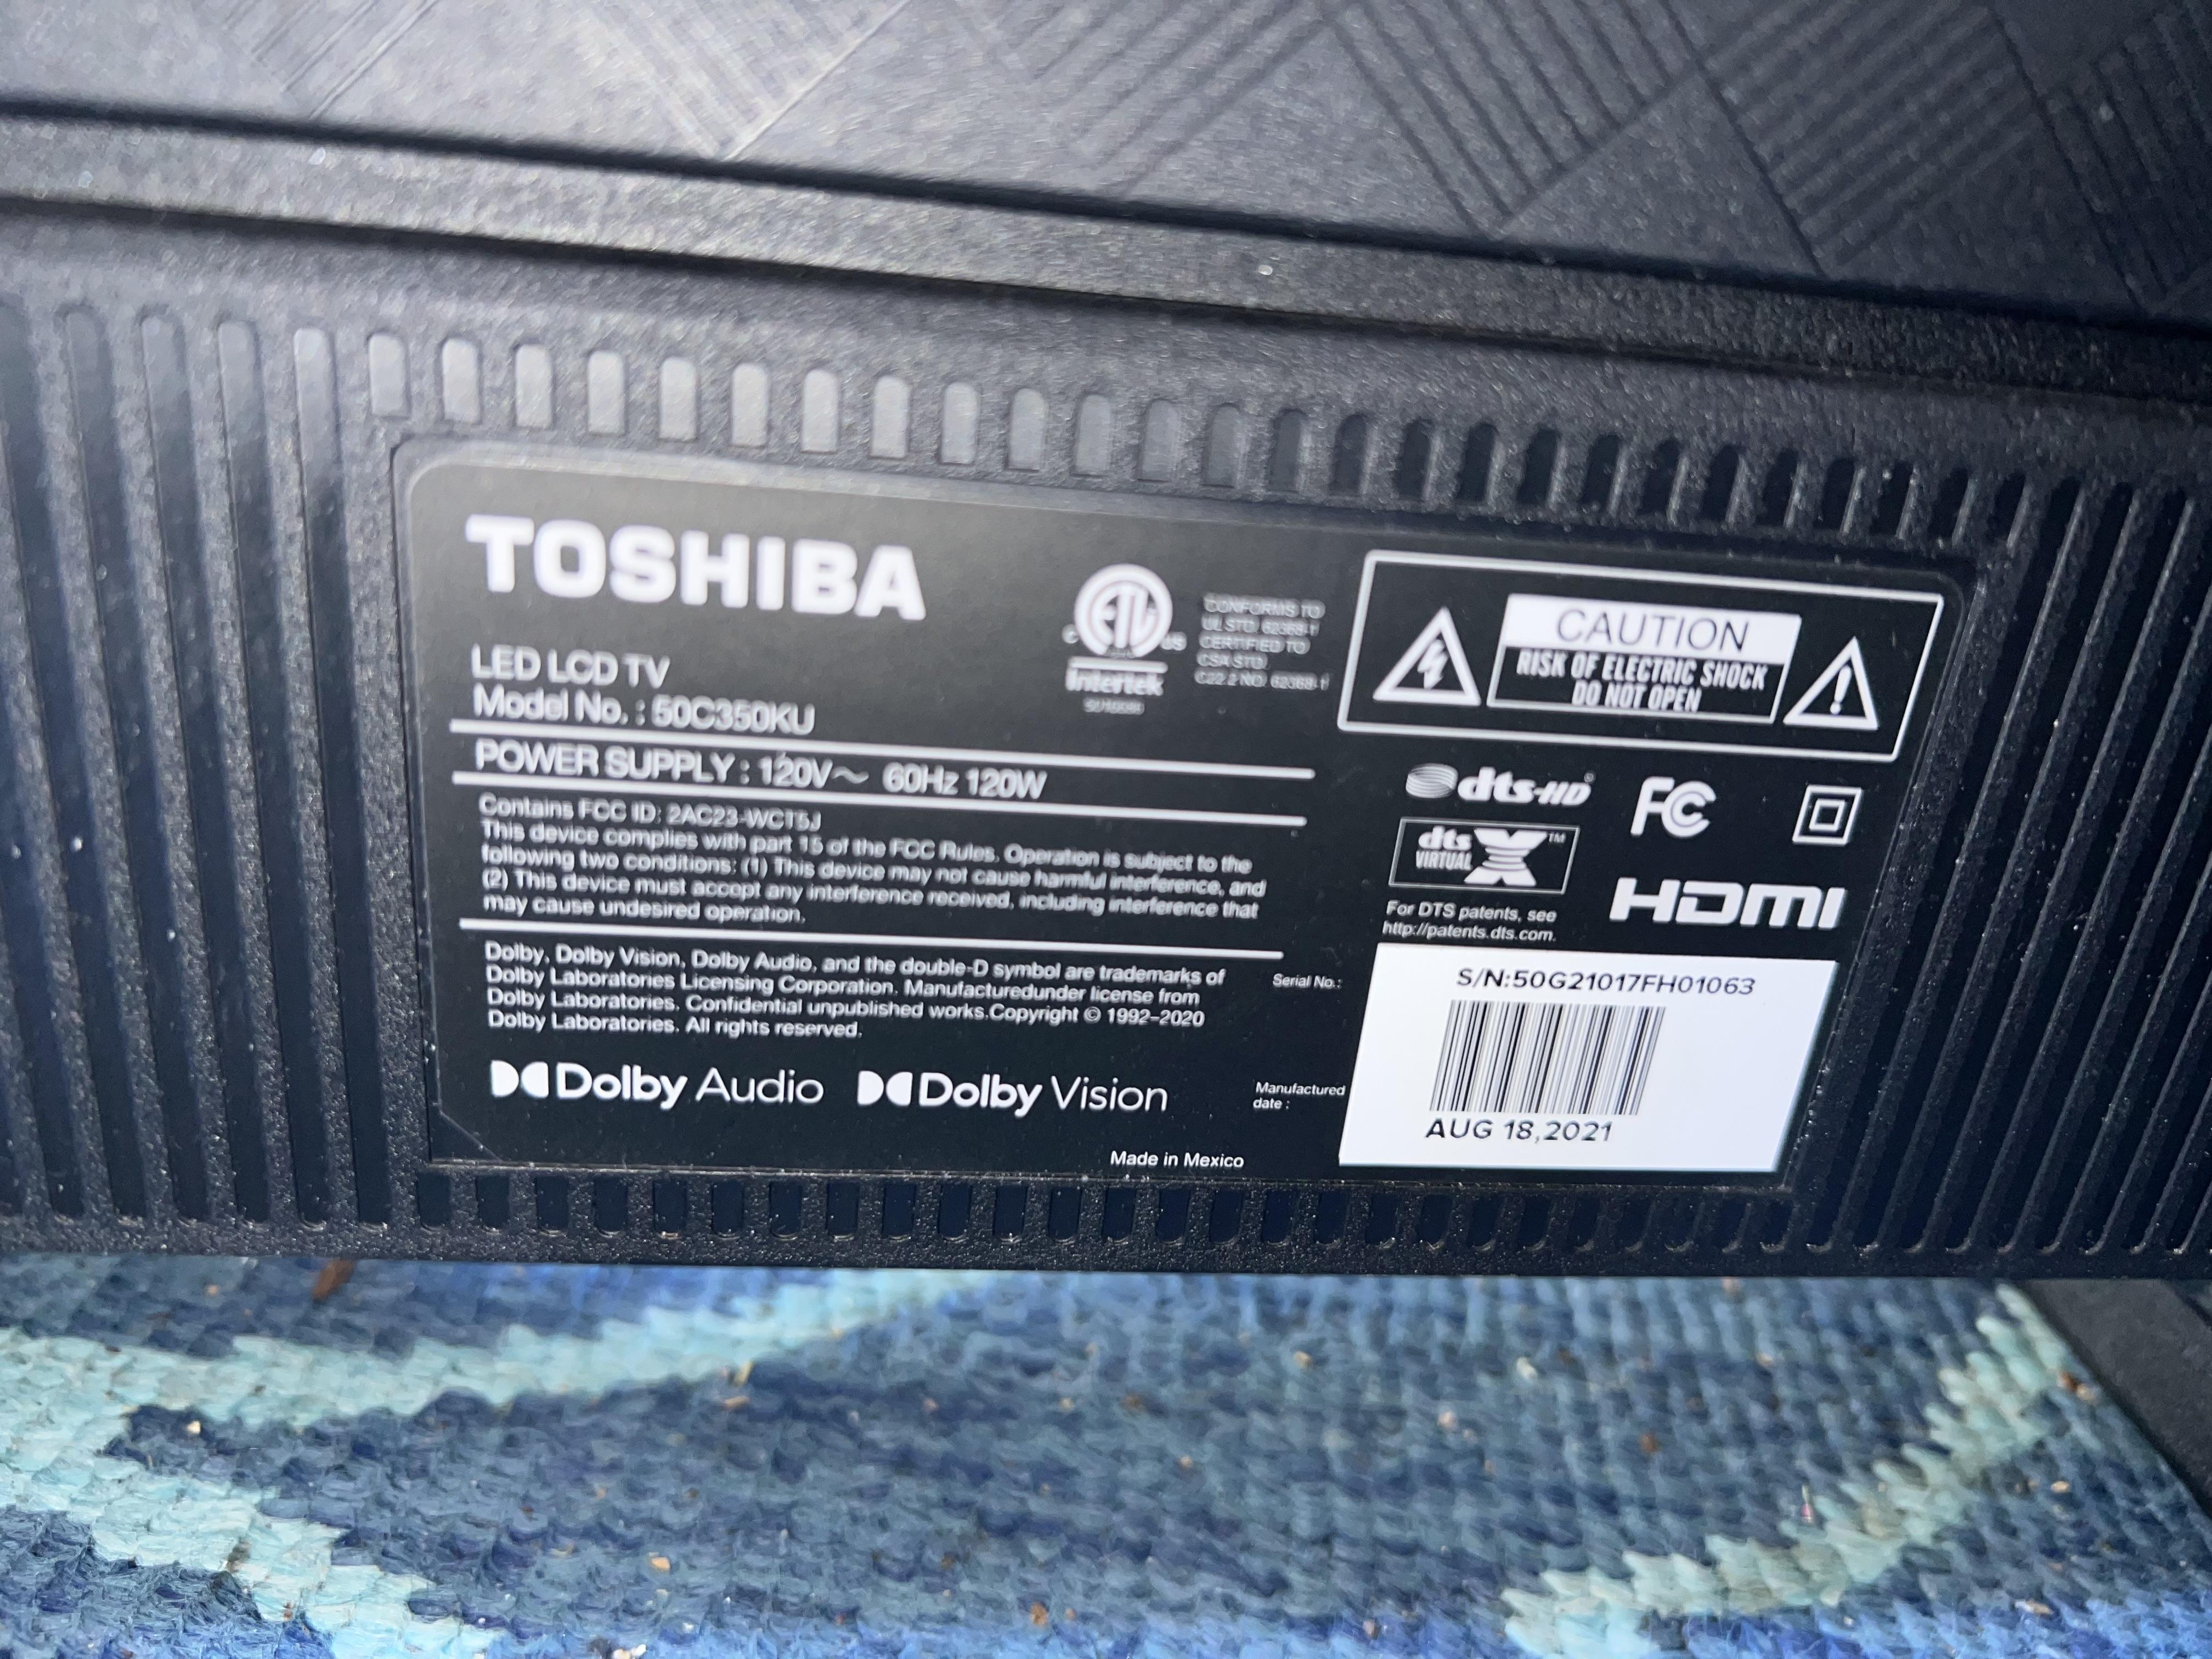 TOSHIBA
LED LCD TV
Model No. : 50C350KU
POWER SUPPLY : 120V～ 60Hz 120W
Contains FCC ID: 2AC23-WC15J
This device complies with part 15 of the FCC Rules. Operation is subject to the
following two conditions: (1) This device may not cause harmful interference, and
(2) This device must accept any interference received, including interference that
may cause undesired operation.
Dolby, Dolby Vision, Dolby Audio, and the double-D symbol are trademarks of
Dolby Laboratories Licensing Corporation. Manufacturedunder license from
Dolby Laboratories. Confidential unpublished works.Copyright © 1992–2020
Dolby Laboratories. All rights reserved.
Dolby Audio Dolby Vision
Made in Mexico
C ETL US
Intertek
CONFORMS TO
UL STD. 62368-1
CERTIFIED TO
CSA STD.
C22.2 NO. 62368-1
CAUTION
RISK OF ELECTRIC SHOCK
DO NOT OPEN
dts-HD
FC
dts
VIRTUAL X™
HDMI
For DTS patents, see
http://patents.dts.com.
Serial No.:
S/N:50G21017FH01063
Manufactured
date :
AUG 18,2021